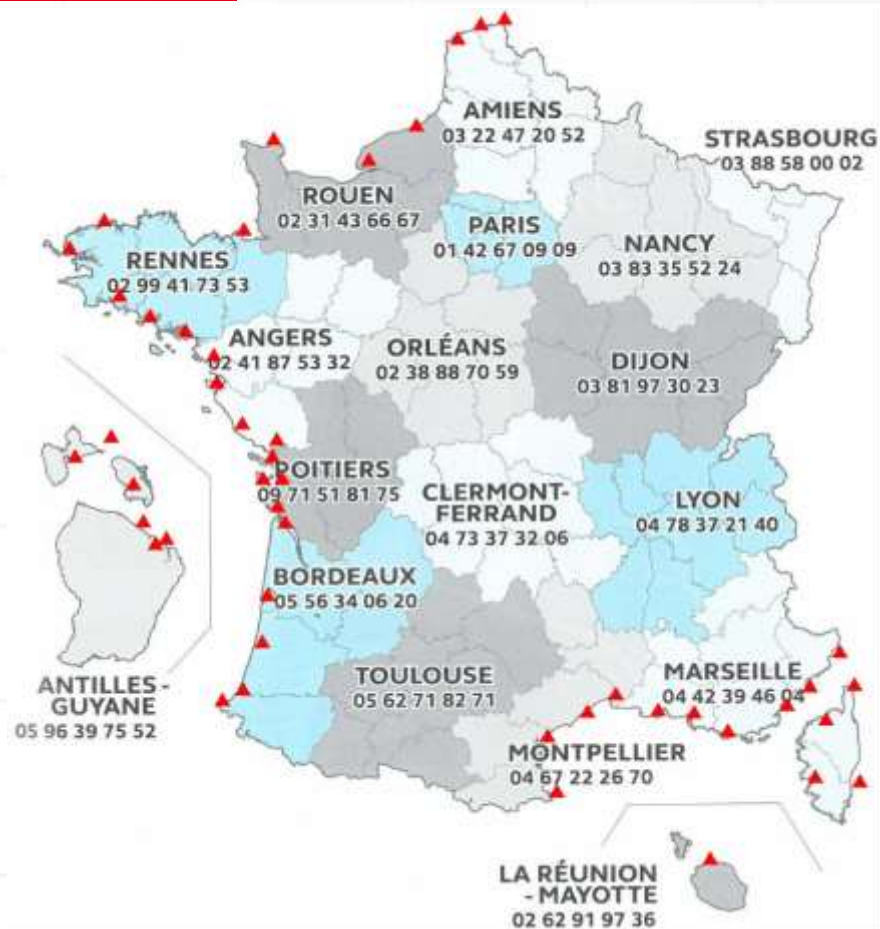 AMIENS
03 22 47 20 52
STRASBOURG
03 88 58 00 02
ROUEN
02 31 43 66 67
PARIS
01 42 67 09 09
NANCY
03 83 35 52 24
RENNES
02 99 41 73 53
ANGERS
02 41 87 53 32
ORLÉANS
02 38 88 70 59
DIJON
03 81 97 30 23
POITIERS
09 71 51 81 75
CLERMONT-
FERRAND
04 73 37 32 06
LYON
04 78 37 21 40
BORDEAUX
05 56 34 06 20
TOULOUSE
05 62 71 82 71
MARSEILLE
04 42 39 46 04
ANTILLES -
GUYANE
05 96 39 75 52
MONTPELLIER
04 67 22 26 70
LA RÉUNION
- MAYOTTE
02 62 91 97 36